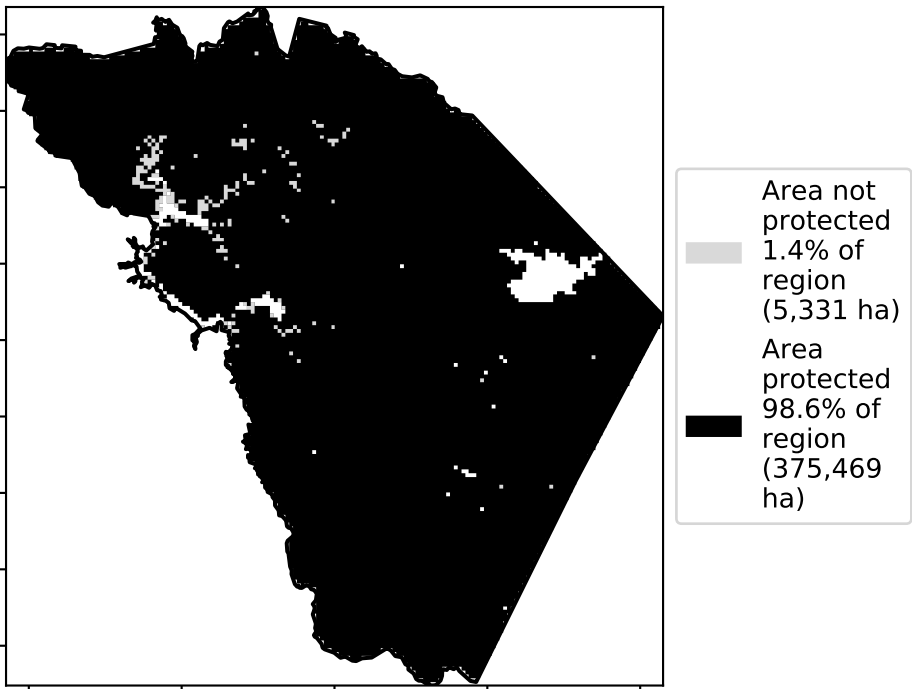 Area not
protected
1.4% of
region
(5,331 ha)
Area
protected
98.6% of
region
(375,469
ha)